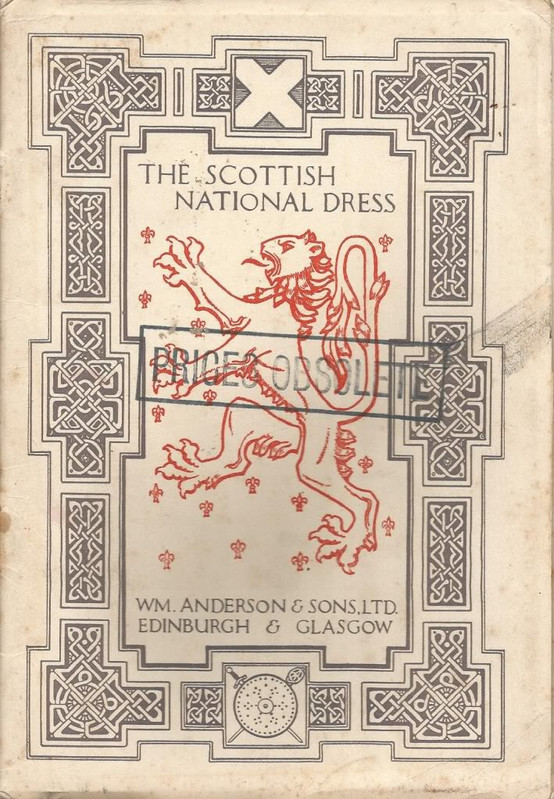 THE SCOTTISH
NATIONAL DRESS
PRICES OBSOLETE
WM. ANDERSON & SONS, LTD.
EDINBURGH & GLASGOW